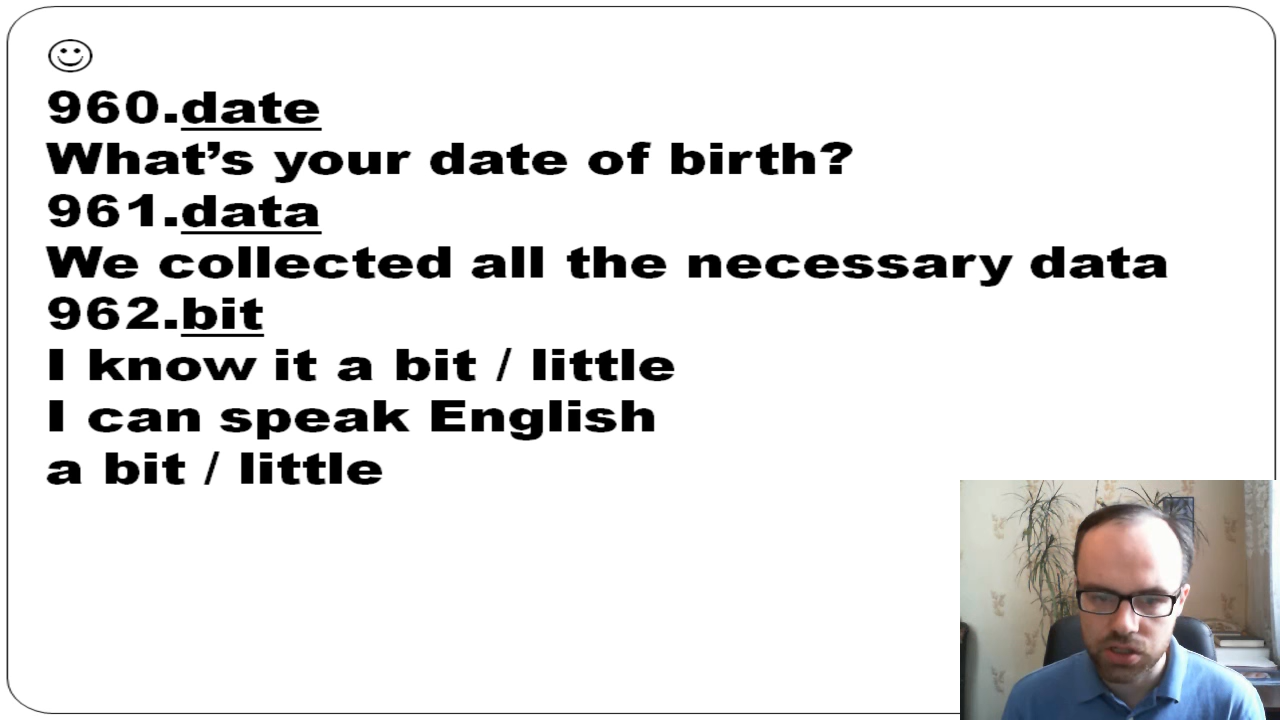 960.date
What’s your date of birth?
961.data
We collected all the necessary data
962.bit
I know it a bit / little
I can speak English
a bit / little